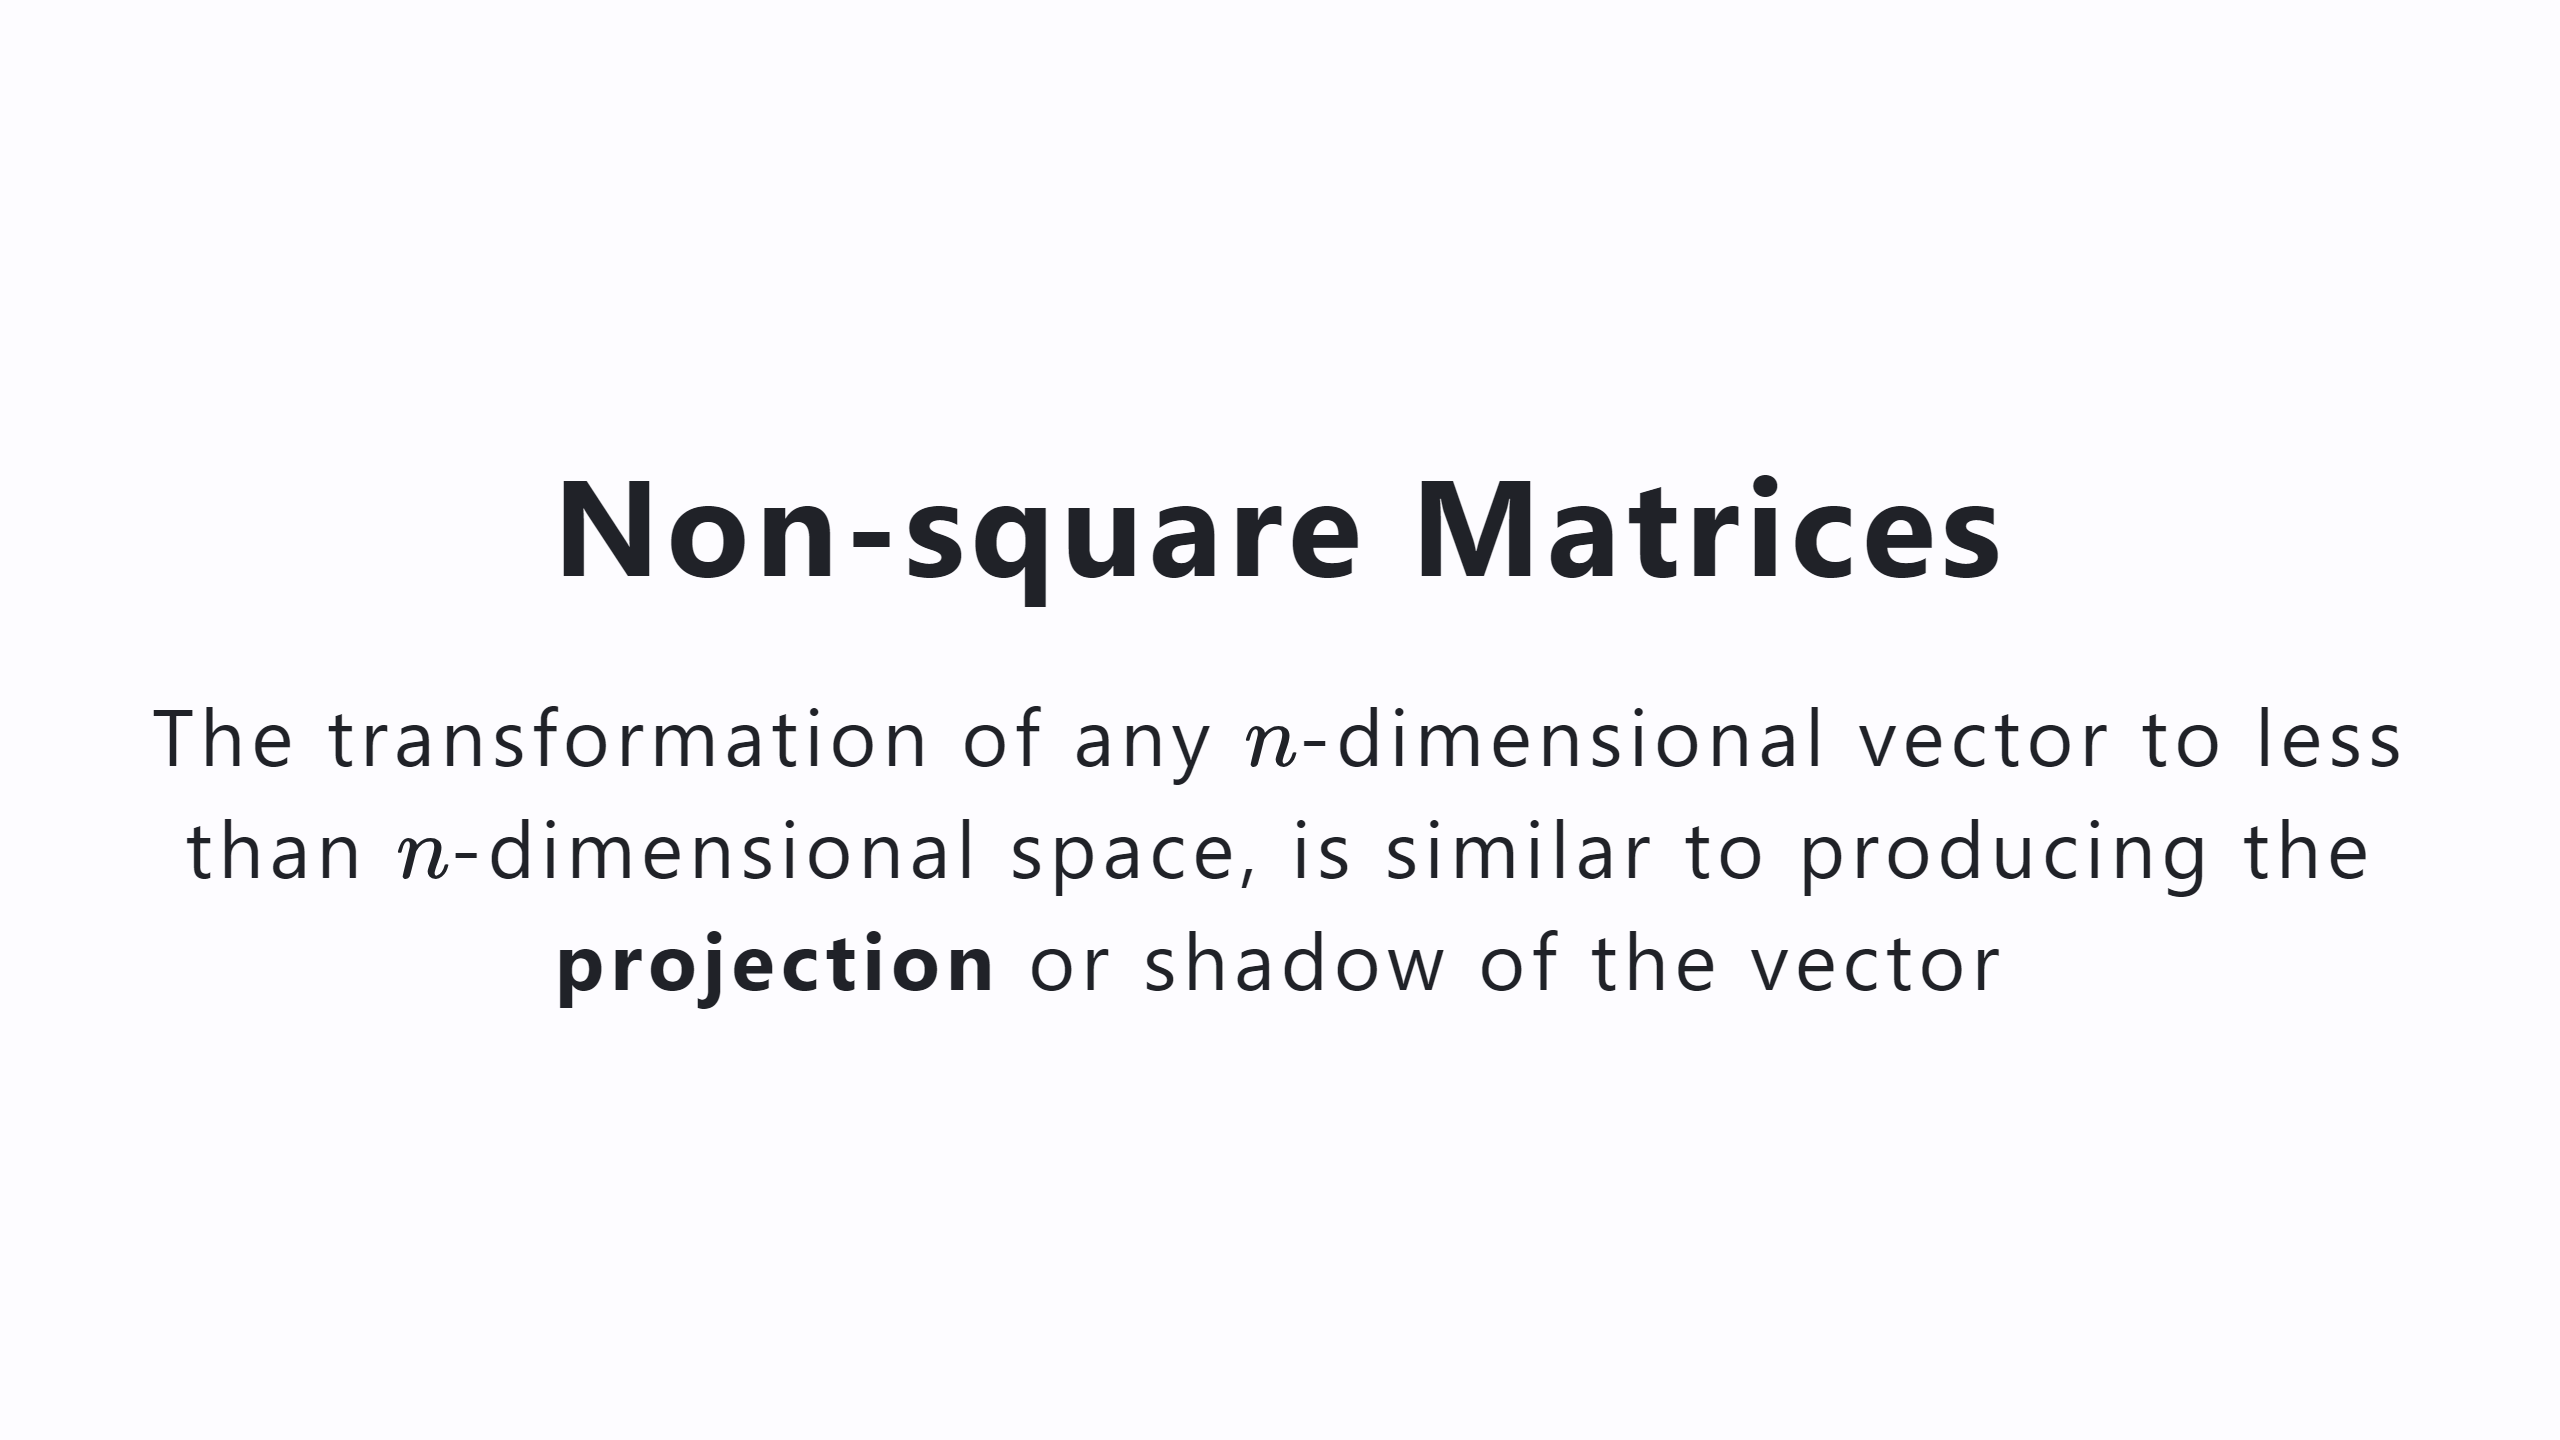 Non-square Matrices
The transformation of any n-dimensional vector to less
than n-dimensional space, is similar to producing the
projection or shadow of the vector